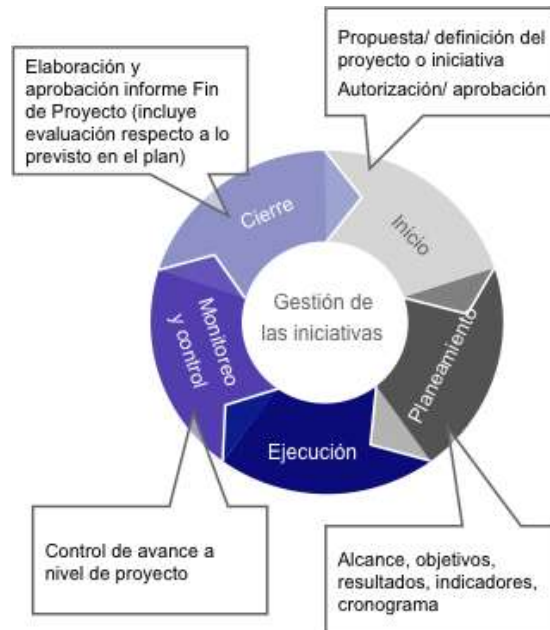 Propuesta/ definición del
proyecto o iniciativa
Autorización/ aprobación
Elaboración y
aprobación informe Fin
de Proyecto (incluye
evaluación respecto a lo
previsto en el plan)
Cierre
Inicio
Gestión de
las iniciativas
Monitoreo
y control
Planeamiento
Ejecución
Control de avance a
nivel de proyecto
Alcance, objetivos,
resultados, indicadores,
cronograma